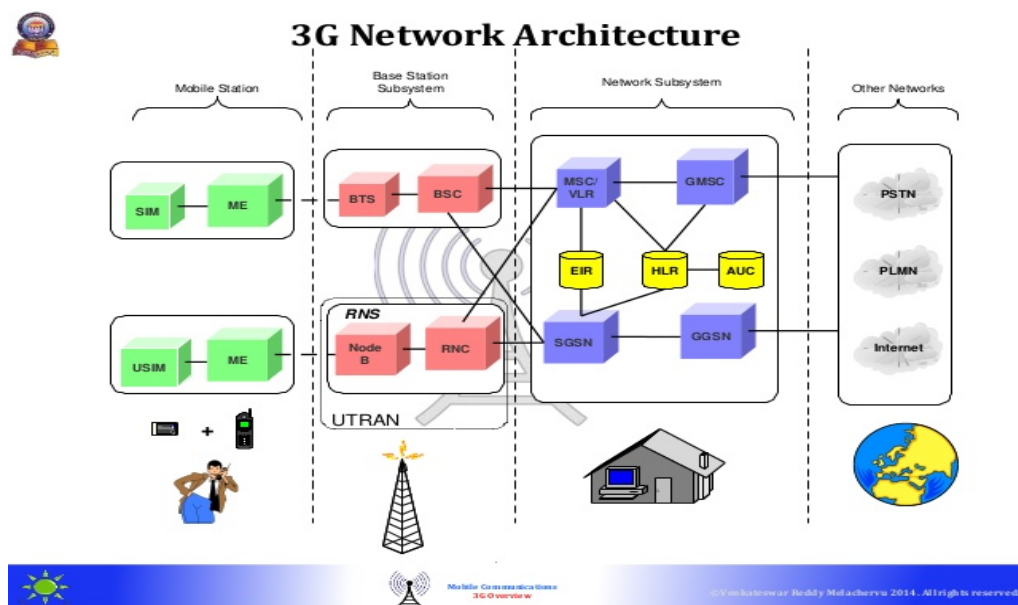 3G Network Architecture
Mobile Station
Base Station
Subsystem
Network Subsystem
Other Networks
SIM
ME
BTS
BSC
MSC/
VLR
GMSC
PSTN
EIR
HLR
AUC
PLMN
RNS
Node
B
RNC
SGSN
GGSN
Internet
USIM
ME
UTRAN
+
Mobile Communications
3G Overview
©Venkateswar Reddy Melachervu 2014. All rights reserved